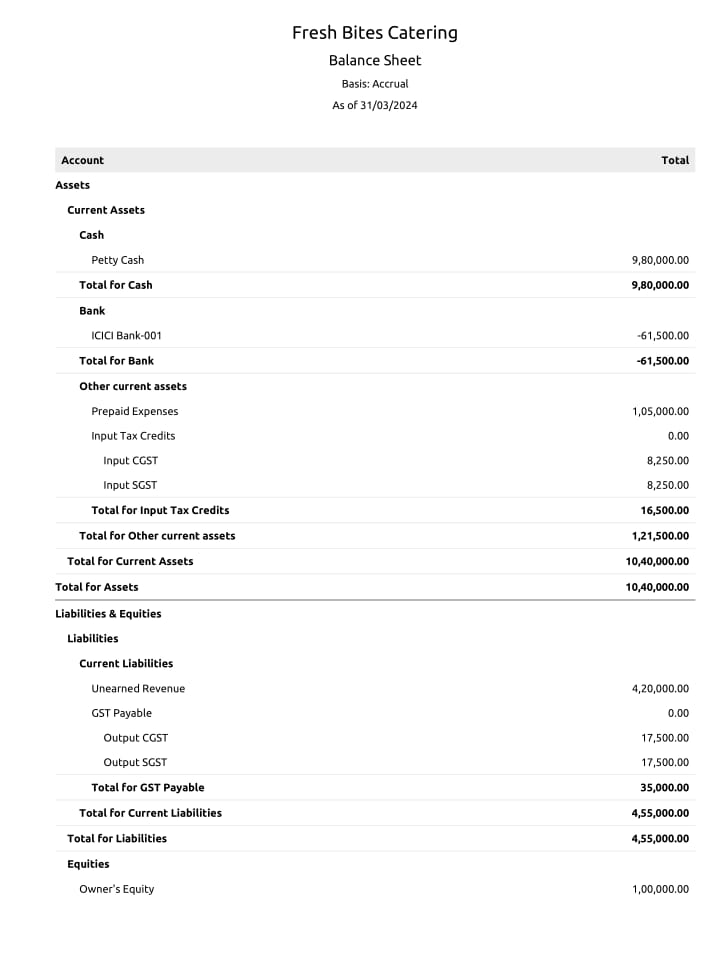 Fresh Bites Catering
Balance Sheet
Basis: Accrual
As of 31/03/2024
Account Total
Assets
Current Assets
Cash
Petty Cash 9,80,000.00
Total for Cash 9,80,000.00
Bank
ICICI Bank-001 -61,500.00
Total for Bank -61,500.00
Other current assets
Prepaid Expenses 1,05,000.00
Input Tax Credits 0.00
Input CGST 8,250.00
Input SGST 8,250.00
Total for Input Tax Credits 16,500.00
Total for Other current assets 1,21,500.00
Total for Current Assets 10,40,000.00
Total for Assets 10,40,000.00
Liabilities & Equities
Liabilities
Current Liabilities
Unearned Revenue 4,20,000.00
GST Payable 0.00
Output CGST 17,500.00
Output SGST 17,500.00
Total for GST Payable 35,000.00
Total for Current Liabilities 4,55,000.00
Total for Liabilities 4,55,000.00
Equities
Owner's Equity 1,00,000.00